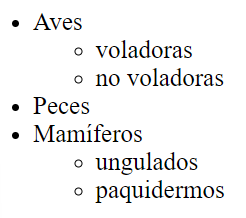 Aves
voladoras
no voladoras
Peces
Mamíferos
ungulados
paquidermos